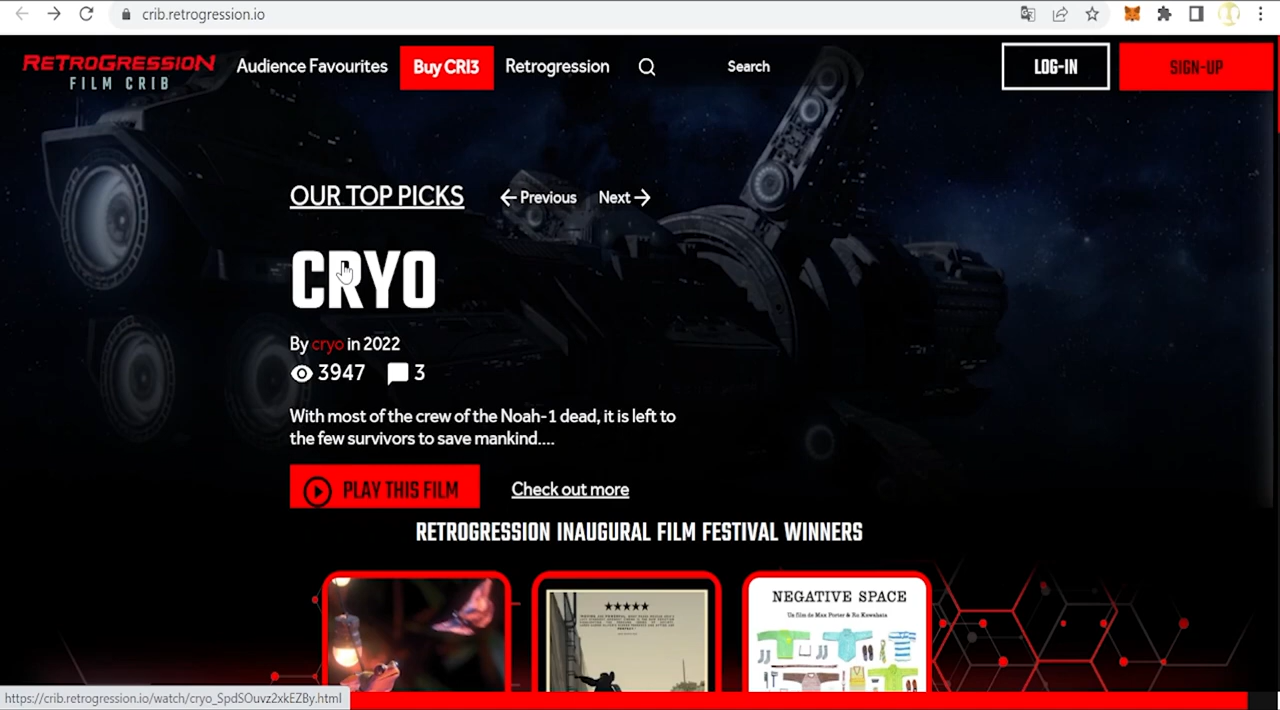 crib.retrogression.io
RETROGRESSION
FILM CRIB
Audience Favourites
Buy CRI3
Retrogression
Search
LOG-IN
SIGN-UP
OUR TOP PICKS
Previous
Next
CRYO
By cryo in 2022
3947
3
With most of the crew of the Noah-1 dead, it is left to
the few survivors to save mankind....
PLAY THIS FILM
Check out more
RETROGRESSION INAUGURAL FILM FESTIVAL WINNERS
NEGATIVE SPACE
Un film de Max Porter & Ru Kuwahata
https://crib.retrogression.io/watch/cryo_SpdSOuvz2xkEZBy.html